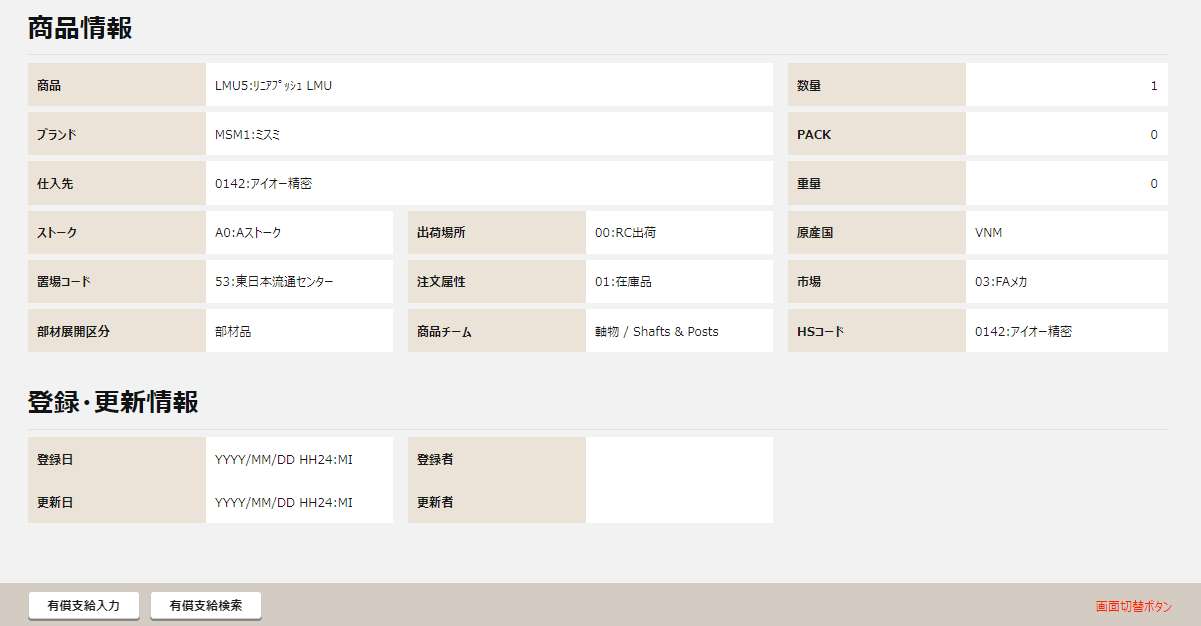 商品情報
商品 LMU5:ﾘﾆｱﾌﾟｯｼｭ LMU 数量 1
ブランド MSM1:ミスミ PACK 0
仕入先 0142:アイオー精密 重量 0
ストーク A0:Aストーク 出荷場所 00:RC出荷 原産国 VNM
置場コード 53:東日本流通センター 注文属性 01:在庫品 市場 03:FAメカ
部材展開区分 部材品 商品チーム 軸物 / Shafts & Posts HSコード 0142:アイオー精密
登録・更新情報
登録日 YYYY/MM/DD HH24:MI 登録者
更新日 YYYY/MM/DD HH24:MI 更新者
有償支給入力 有償支給検索 画面切替ボタン